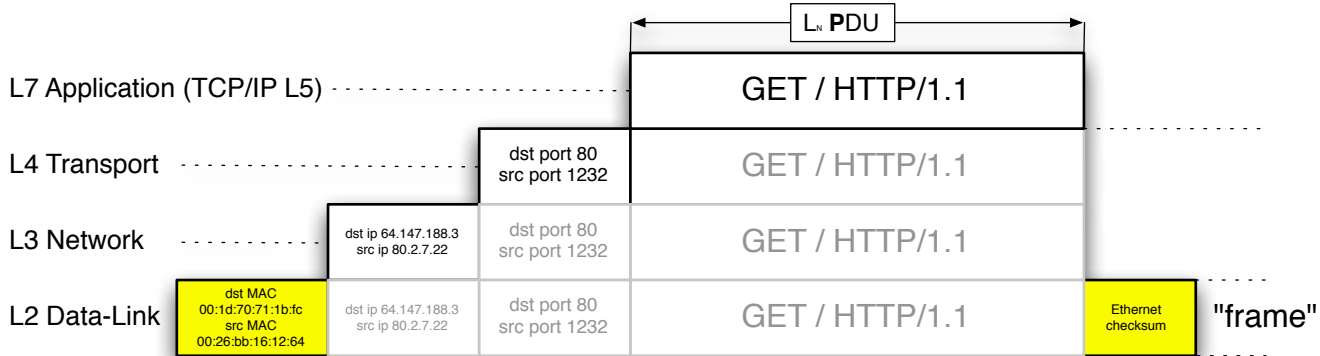 LN PDU
L7 Application (TCP/IP L5)
GET / HTTP/1.1
L4 Transport
dst port 80
src port 1232
GET / HTTP/1.1
L3 Network
dst ip 64.147.188.3
src ip 80.2.7.22
dst port 80
src port 1232
GET / HTTP/1.1
L2 Data-Link
dst MAC
00:1d:70:71:1b:fc
src MAC
00:26:bb:16:12:64
dst ip 64.147.188.3
src ip 80.2.7.22
dst port 80
src port 1232
GET / HTTP/1.1
Ethernet
checksum
"frame"